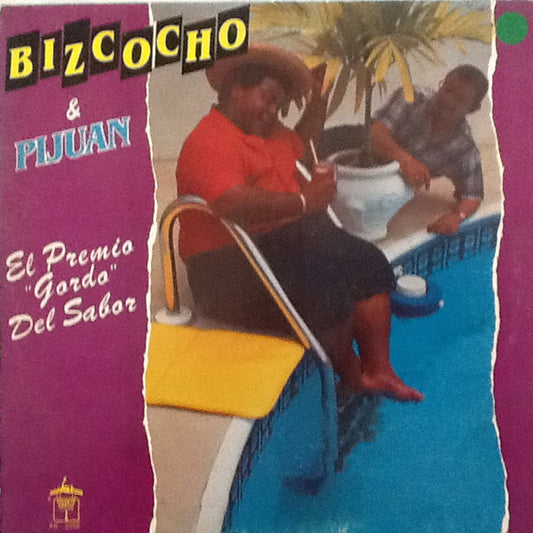 BIZCOCHO
&
PIJUAN
El Premio
"Gordo"
Del Sabor